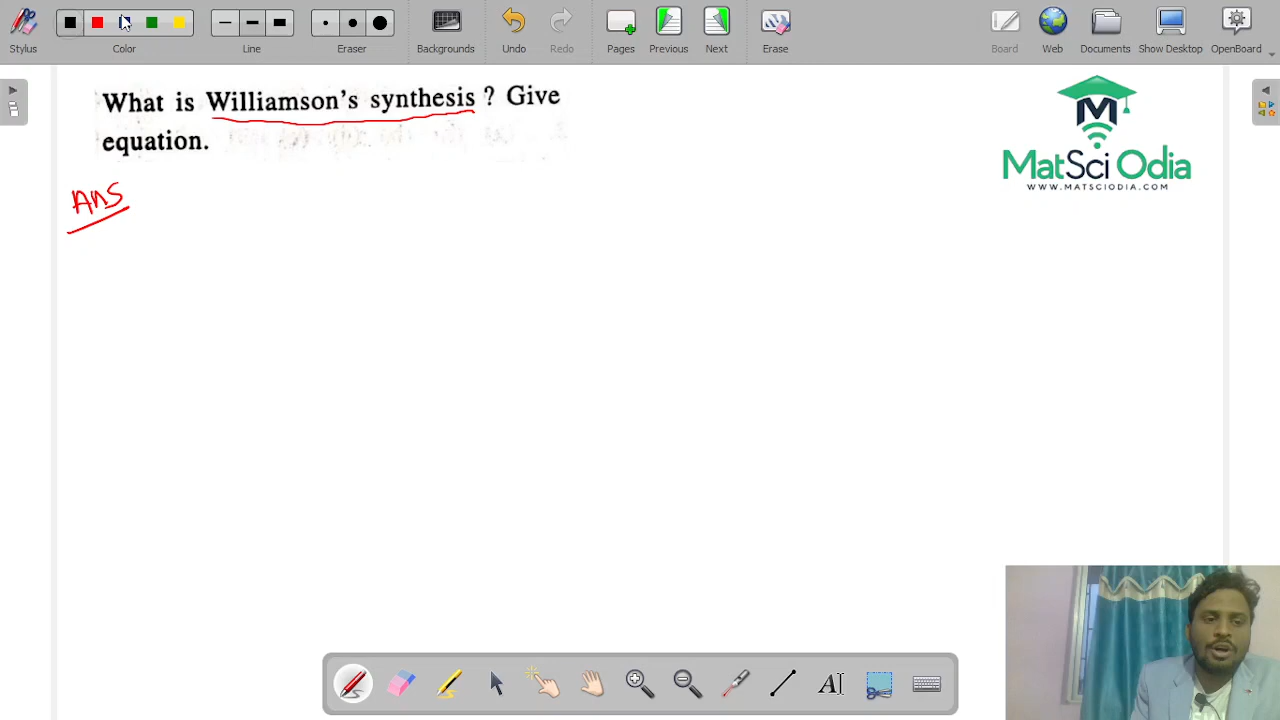 Stylus
Color
Line
Eraser
Backgrounds
Undo
Redo
Pages
Previous
Next
Erase
Board
Web
Documents
Show Desktop
OpenBoard
What is Williamson's synthesis ? Give
equation.
Ans
M
MatSci Odia
WWW.MATSCIODIA.COM
A